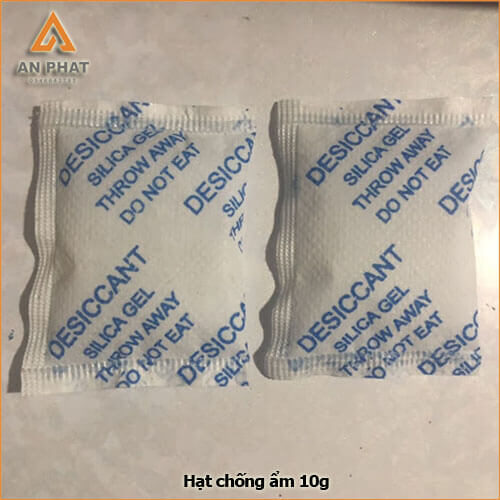 AN PHAT
DESICCANT
SILICA GEL
THROW AWAY
DO NOT EAT
DESICCANT
SILICA GEL
THROW AWAY
DO NOT EAT
DESICCANT
SILI
DESICCANT
SILICA GEL
THROW AWAY
DO NOT EAT
DESICCANT
SILICA GEL
THROW AWAY
DO NOT EAT
DESICCANT
SILIC
Hạt chống ẩm 10g